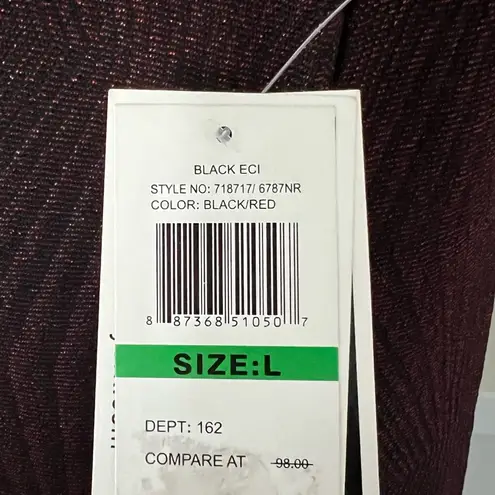 BLACK ECI
STYLE NO: 718717/ 6787NR
COLOR: BLACK/RED
8 87368 51050 7
SIZE:L
DEPT: 162
COMPARE AT 98.00